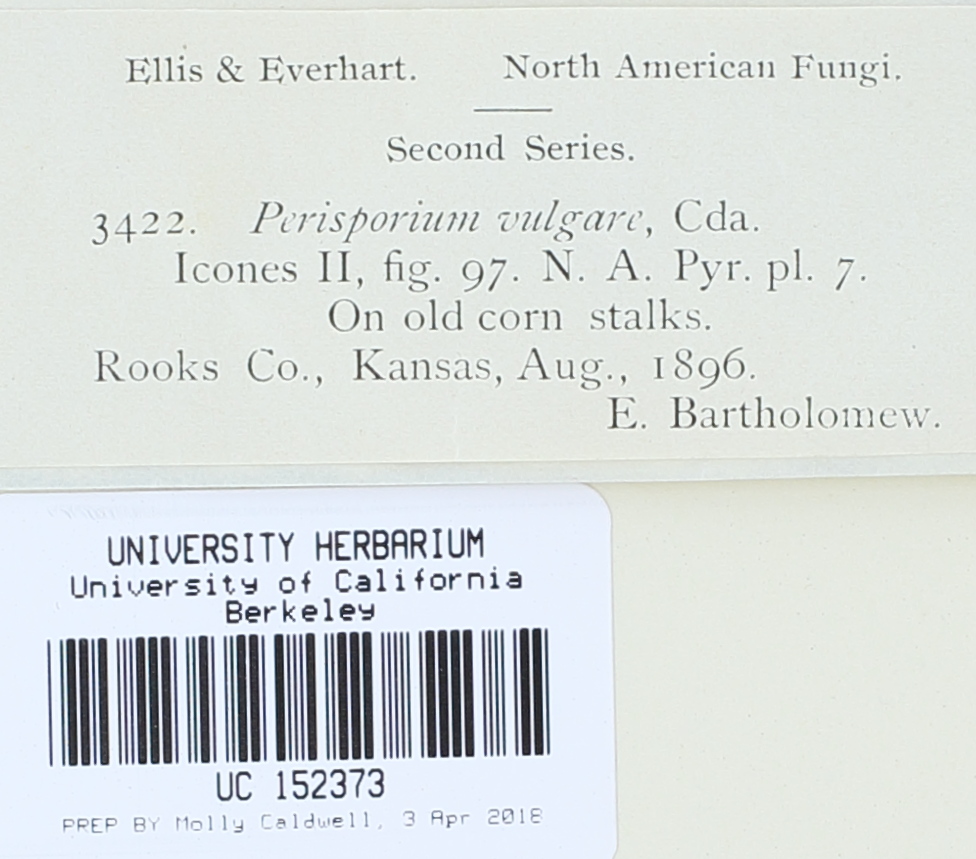 Ellis & Everhart. North American Fungi.
Second Series.
3422. Perisporium vulgare, Cda.
Icones II, fig. 97. N. A. Pyr. pl. 7.
On old corn stalks.
Rooks Co., Kansas, Aug., 1896.
E. Bartholomew.
UNIVERSITY HERBARIUM
University of California
Berkeley
UC 152373
PREP BY Molly Caldwell, 3 Apr 2018